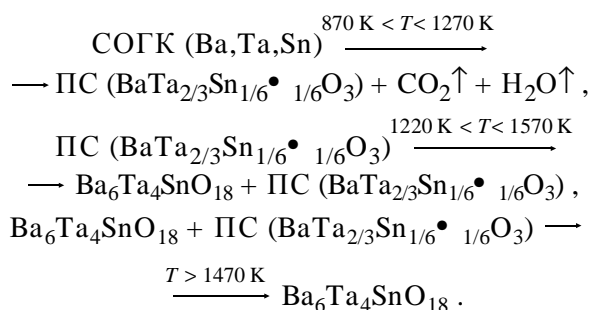 СОГК (Ba,Ta,Sn) 870 K < T < 1270 K ⟶
⟶ ПС (BaTa₂/₃Sn₁/₆• ₁/₆O₃) + CO₂↑ + H₂O↑ ,
ПС (BaTa₂/₃Sn₁/₆• ₁/₆O₃) 1220 K < T < 1570 K ⟶
⟶ Ba₆Ta₄SnO₁₈ + ПС (BaTa₂/₃Sn₁/₆• ₁/₆O₃) ,
Ba₆Ta₄SnO₁₈ + ПС (BaTa₂/₃Sn₁/₆• ₁/₆O₃) ⟶
T > 1470 K ⟶ Ba₆Ta₄SnO₁₈ .